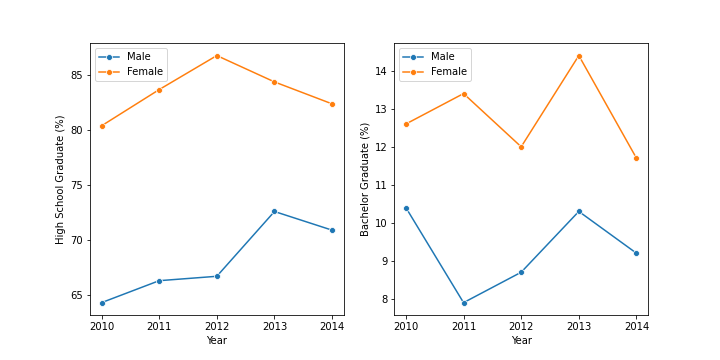 Male
Female
High School Graduate (%)
85
80
75
70
65
2010 2011 2012 2013 2014
Year
Male
Female
Bachelor Graduate (%)
14
13
12
11
10
9
8
2010 2011 2012 2013 2014
Year